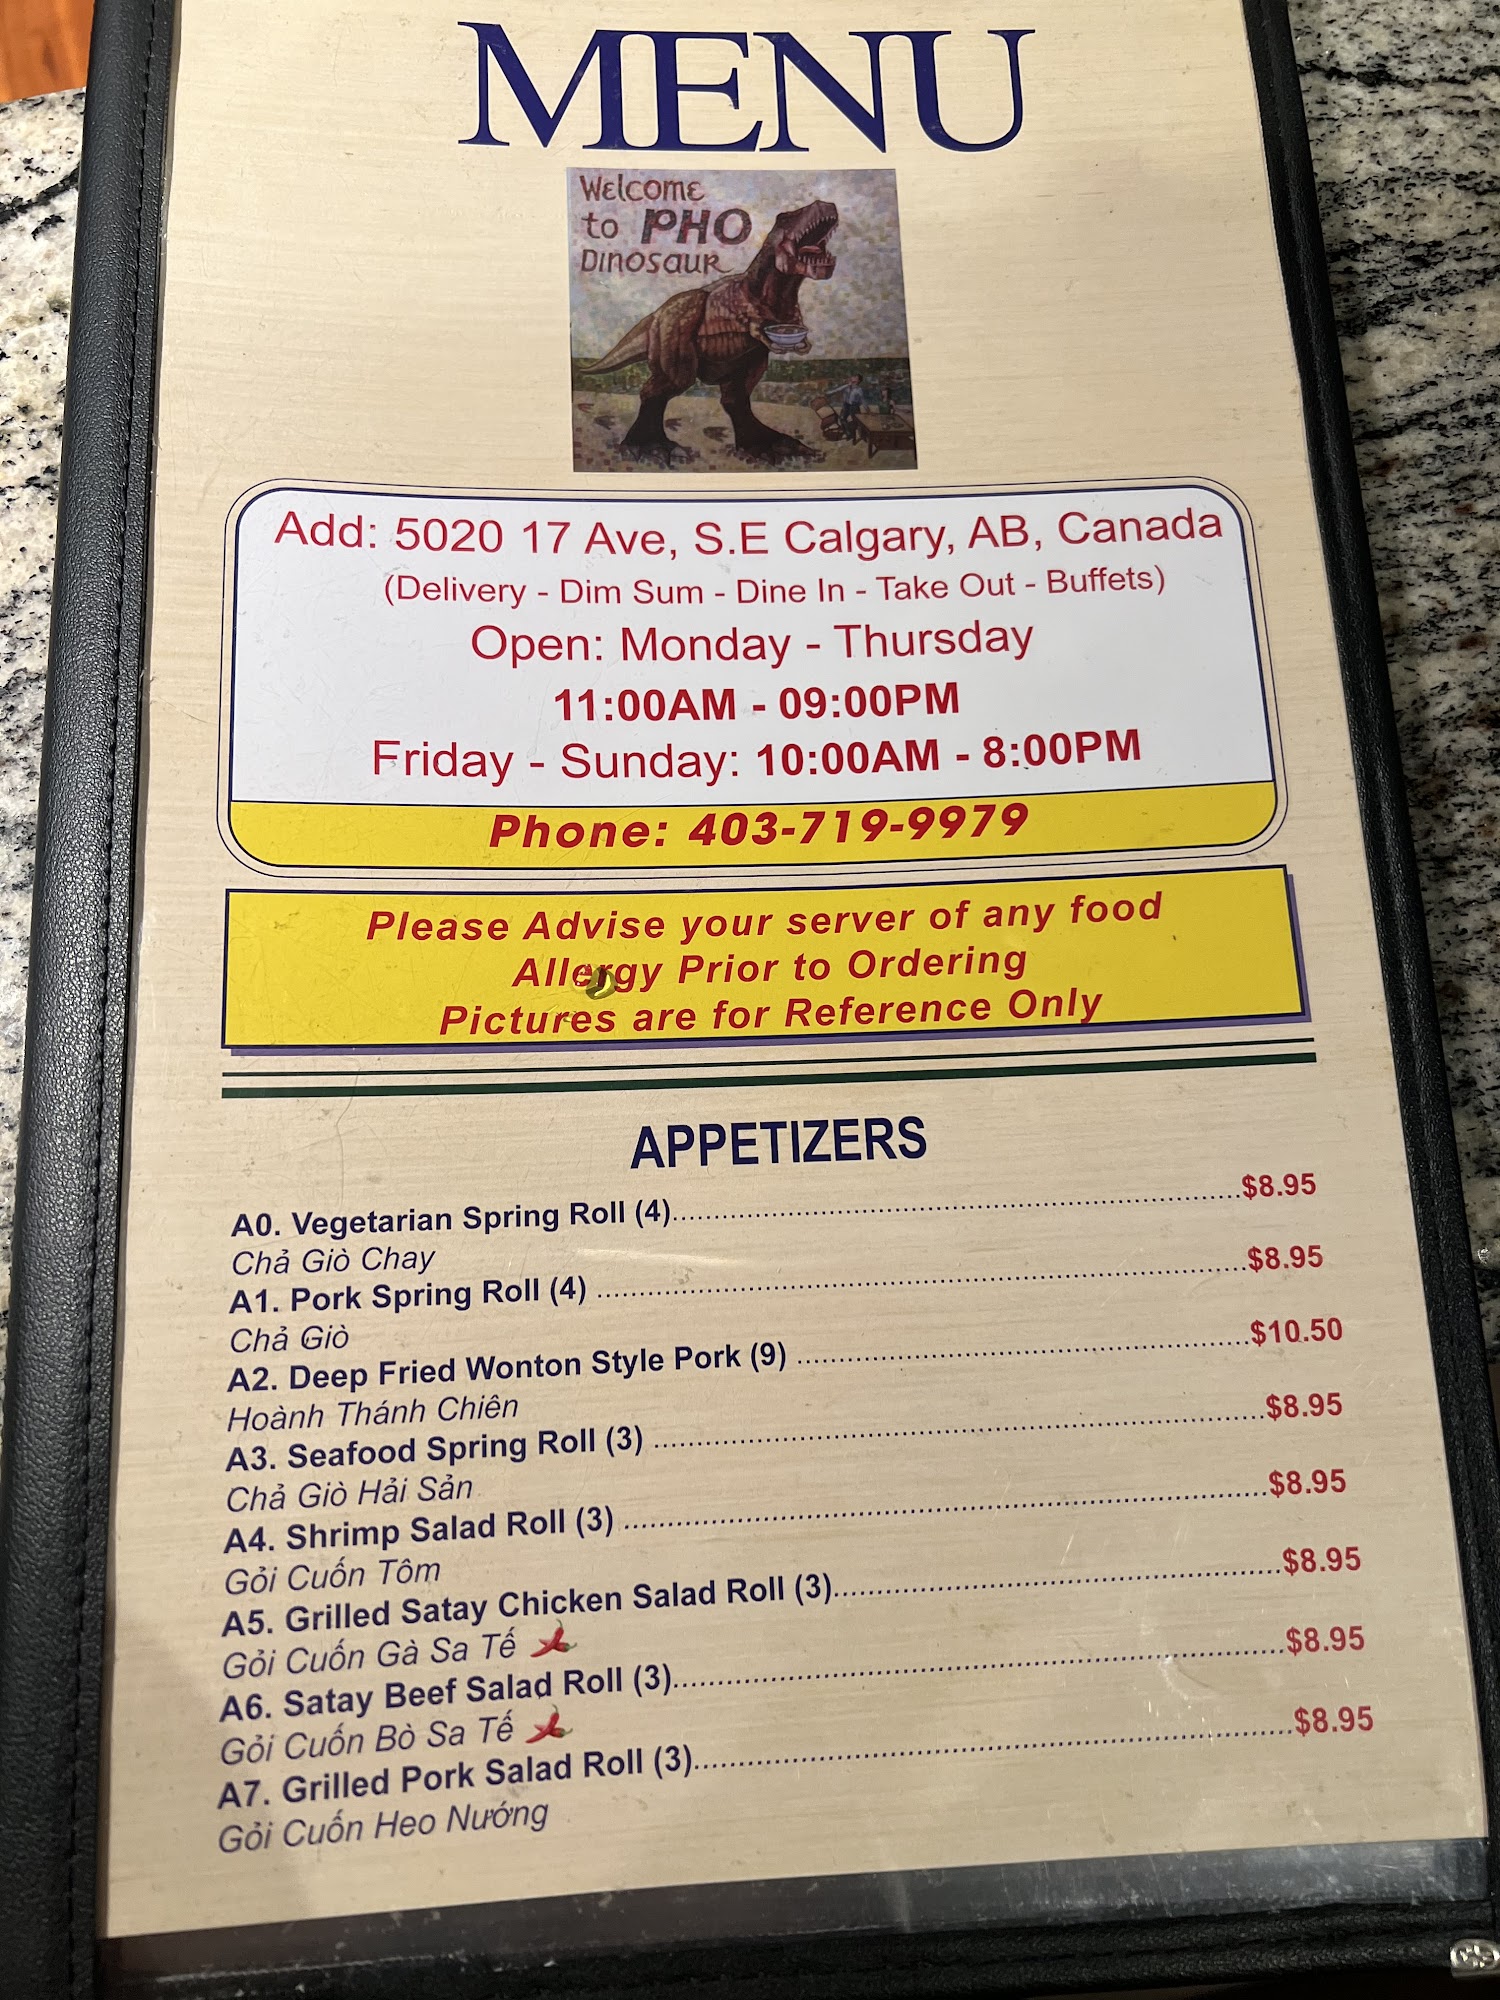 MENU
Welcome
to PHO
Dinosaur
Add: 5020 17 Ave, S.E Calgary, AB, Canada
(Delivery - Dim Sum - Dine In - Take Out - Buffets)
Open: Monday - Thursday
11:00AM - 09:00PM
Friday - Sunday: 10:00AM - 8:00PM
Phone: 403-719-9979
Please Advise your server of any food
Allergy Prior to Ordering
Pictures are for Reference Only
APPETIZERS
A0. Vegetarian Spring Roll (4)..........$8.95
Chả Giò Chay
A1. Pork Spring Roll (4) ..........$8.95
Chả Giò
A2. Deep Fried Wonton Style Pork (9) ..........$10.50
Hoành Thánh Chiên
A3. Seafood Spring Roll (3) ..........$8.95
Chả Giò Hải Sản
A4. Shrimp Salad Roll (3) ..........$8.95
Gỏi Cuốn Tôm
A5. Grilled Satay Chicken Salad Roll (3)..........$8.95
Gỏi Cuốn Gà Sa Tế
A6. Satay Beef Salad Roll (3)..........$8.95
Gỏi Cuốn Bò Sa Tế
A7. Grilled Pork Salad Roll (3)..........$8.95
Gỏi Cuốn Heo Nướng